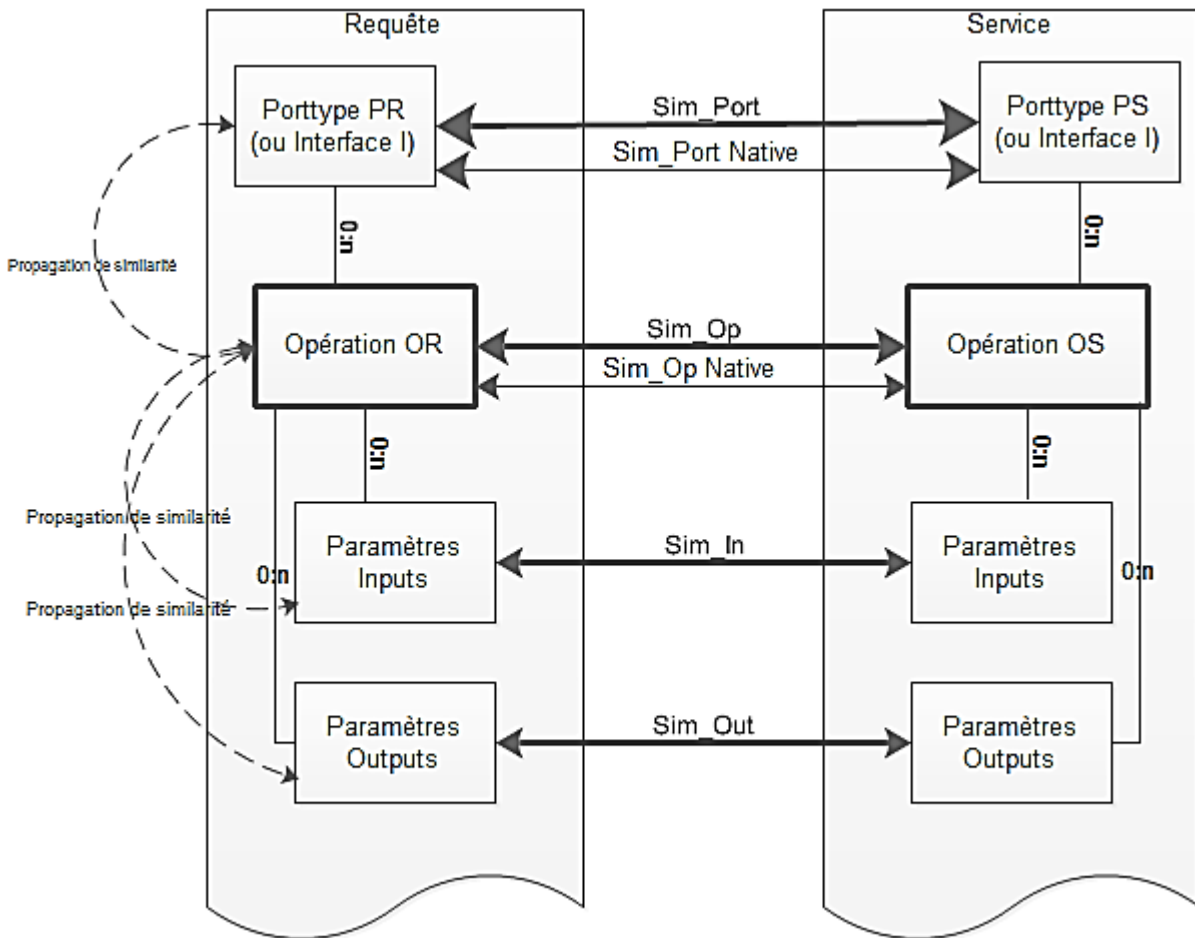 Requête
Service
Porttype PR
(ou Interface I)
Sim_Port
Sim_Port Native
Porttype PS
(ou Interface I)
0:n
0:n
Propagation de similarité
Opération OR
Sim_Op
Sim_Op Native
Opération OS
0:n
0:n
Propagation de similarité
Paramètres
Inputs
Sim_In
Paramètres
Inputs
0:n
0:n
Propagation de similarité
Paramètres
Outputs
Sim_Out
Paramètres
Outputs